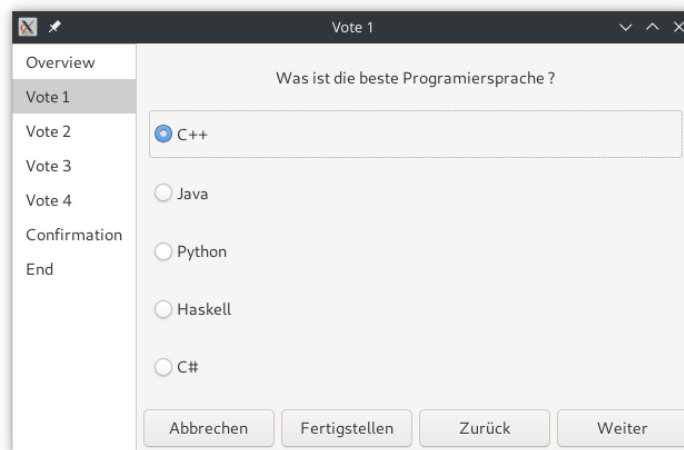 Vote 1
Overview
Vote 1
Vote 2
Vote 3
Vote 4
Confirmation
End
Was ist die beste Programiersprache ?
C++
Java
Python
Haskell
C#
Abbrechen Fertigstellen Zurück Weiter